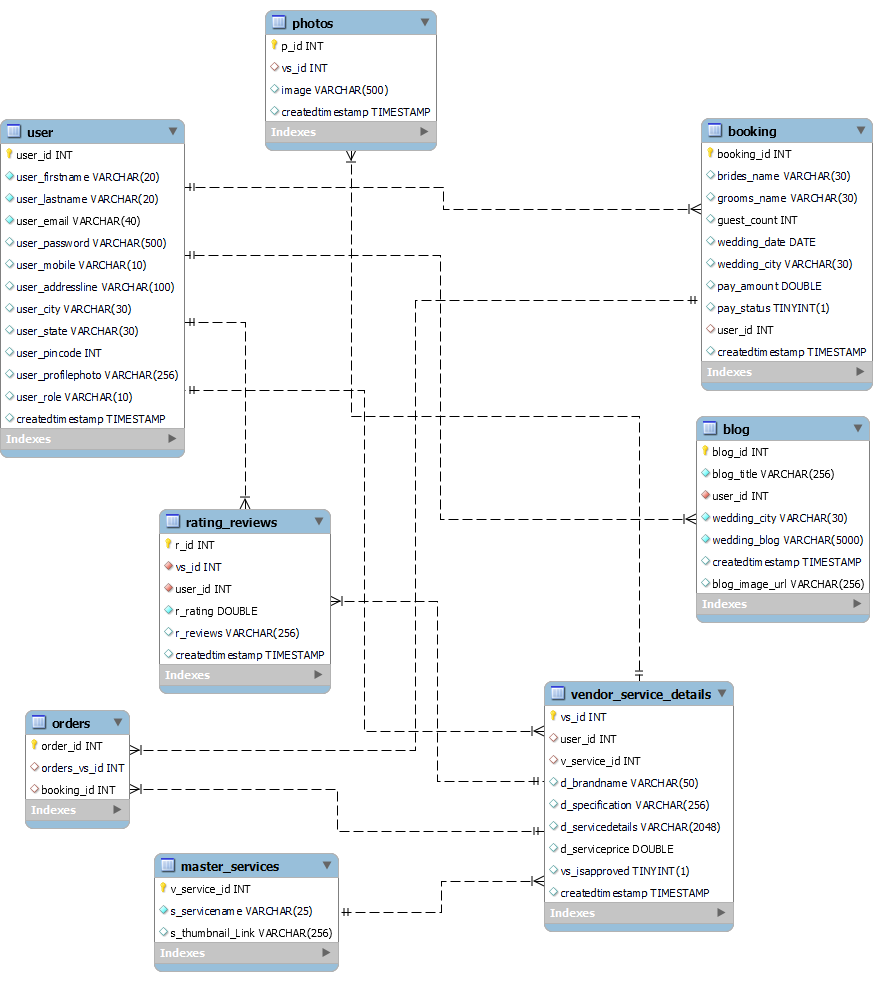 photos
p_id INT
vs_id INT
image VARCHAR(500)
createdtimestamp TIMESTAMP
Indexes
user
user_id INT
user_firstname VARCHAR(20)
user_lastname VARCHAR(20)
user_email VARCHAR(40)
user_password VARCHAR(500)
user_mobile VARCHAR(10)
user_addressline VARCHAR(100)
user_city VARCHAR(30)
user_state VARCHAR(30)
user_pincode INT
user_profilephoto VARCHAR(256)
user_role VARCHAR(10)
createdtimestamp TIMESTAMP
Indexes
booking
booking_id INT
brides_name VARCHAR(30)
grooms_name VARCHAR(30)
guest_count INT
wedding_date DATE
wedding_city VARCHAR(30)
pay_amount DOUBLE
pay_status TINYINT(1)
user_id INT
createdtimestamp TIMESTAMP
Indexes
blog
blog_id INT
blog_title VARCHAR(256)
user_id INT
wedding_city VARCHAR(30)
wedding_blog VARCHAR(5000)
createdtimestamp TIMESTAMP
blog_image_url VARCHAR(256)
Indexes
rating_reviews
r_id INT
vs_id INT
user_id INT
r_rating DOUBLE
r_reviews VARCHAR(256)
createdtimestamp TIMESTAMP
Indexes
vendor_service_details
vs_id INT
user_id INT
v_service_id INT
d_brandname VARCHAR(50)
d_specification VARCHAR(256)
d_servicedetails VARCHAR(2048)
d_serviceprice DOUBLE
vs_isapproved TINYINT(1)
createdtimestamp TIMESTAMP
Indexes
orders
order_id INT
orders_vs_id INT
booking_id INT
Indexes
master_services
v_service_id INT
s_servicename VARCHAR(25)
s_thumbnail_Link VARCHAR(256)
Indexes